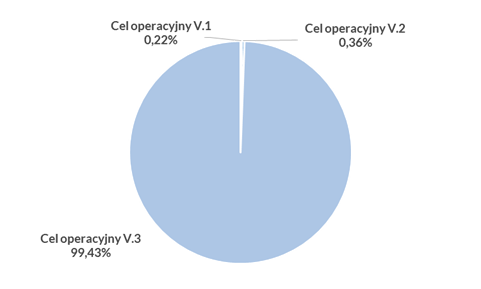 Cel operacyjny V.1
0,22%
Cel operacyjny V.2
0,36%
Cel operacyjny V.3
99,43%